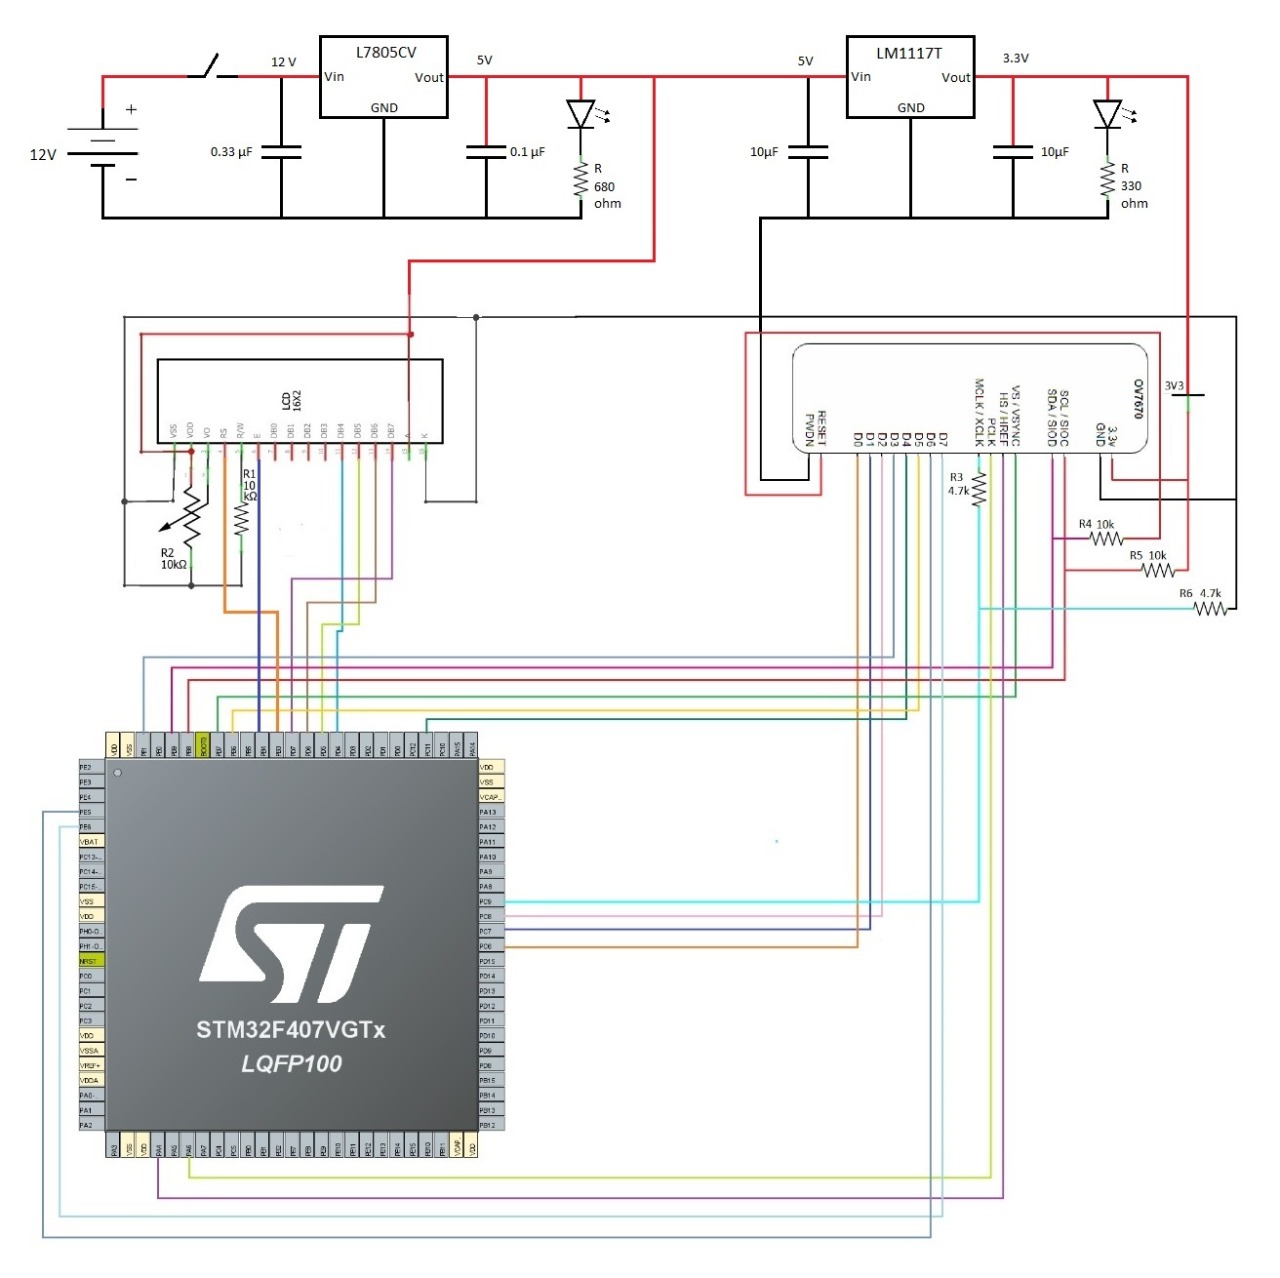 L7805CV
LM1117T
12 V
5V
5V
3.3V
Vin
Vout
Vin
Vout
GND
GND
+
12V
−
0.33 µF
0.1 µF
R
680
ohm
10µF
10µF
R
330
ohm
LCD
16X2
VSS
VDD
VO
RS
R/W
E
DB0
DB1
DB2
DB3
DB4
DB5
DB6
DB7
A
K
R1
10
kΩ
R2
10kΩ
OV7670
3V3
RESET
PWDN
D0
D1
D2
D3
D4
D5
D6
D7
MCLK / XCLK
PCLK
HS / HREF
VS / VSYNC
SDA / SIOD
SCL / SIOC
GND
3.3v
R3
4.7k
R4 10k
R5 10k
R6 4.7k
VDD
VSS
PE1
PE0
PB9
PB8
BOOT0
PB7
PB6
PB5
PB4
PB3
PD7
PD6
PD5
PD4
PD3
PD2
PD1
PD0
PC12
PC11
PC10
PA15
PA14
PE2
PE3
PE4
PE5
PE6
VBAT
PC13-..
PC14-..
PC15-..
VSS
VDD
PH0-O..
PH1-O..
NRST
PC0
PC1
PC2
PC3
VDD
VSSA
VREF+
VDDA
PA0-
PA1
PA2
VDD
VSS
VCAP..
PA13
PA12
PA11
PA10
PA9
PA8
PC9
PC8
PC7
PC6
PD15
PD14
PD13
PD12
PD11
PD10
PD9
PD8
PB15
PB14
PB13
PB12
STM32F407VGTx
LQFP100
PA3
VSS
VDD
PA4
PA5
PA6
PA7
PC4
PC5
PB0
PB1
PB2
PE7
PE8
PE9
PE10
PE11
PE12
PE13
PE14
PE15
PB10
PB11
VCAP..
VDD